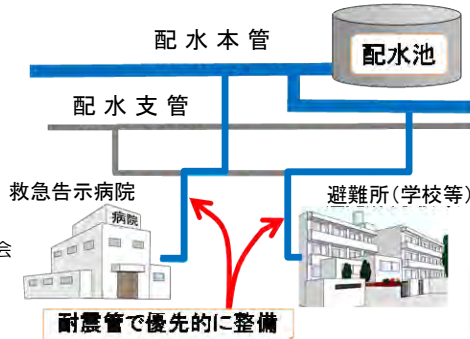 配水本管
配水池
配水支管
救急告示病院
避難所(学校等)
病院
会
耐震管で優先的に整備